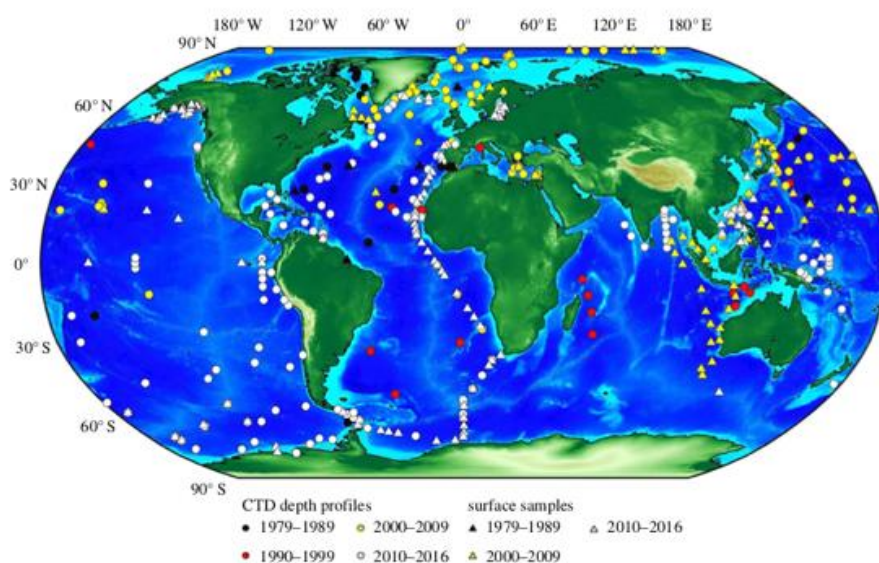 180° W 120° W 60° W 0° 60° E 120° E 180° E
90° N
60° N
30° N
0°
30° S
60° S
90° S
CTD depth profiles surface samples
1979–1989 2000–2009 1979–1989 2010–2016
1990–1999 2010–2016 2000–2009